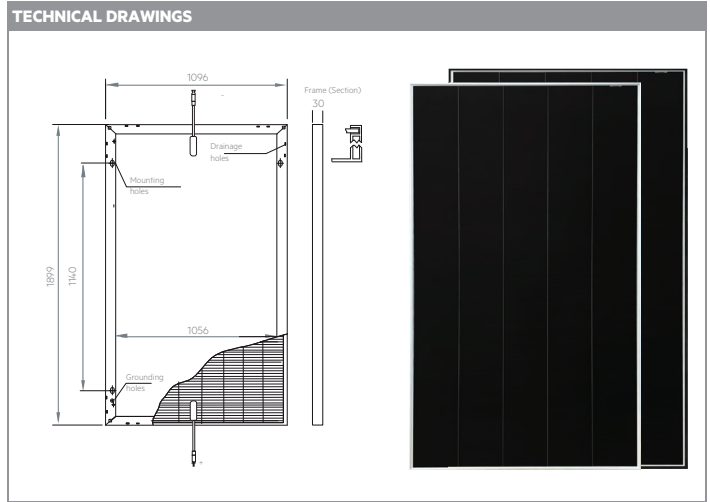 TECHNICAL DRAWINGS
1096
-
Frame (Section)
30
Drainage
holes
Mounting
holes
1899
1140
1056
Grounding
holes
+